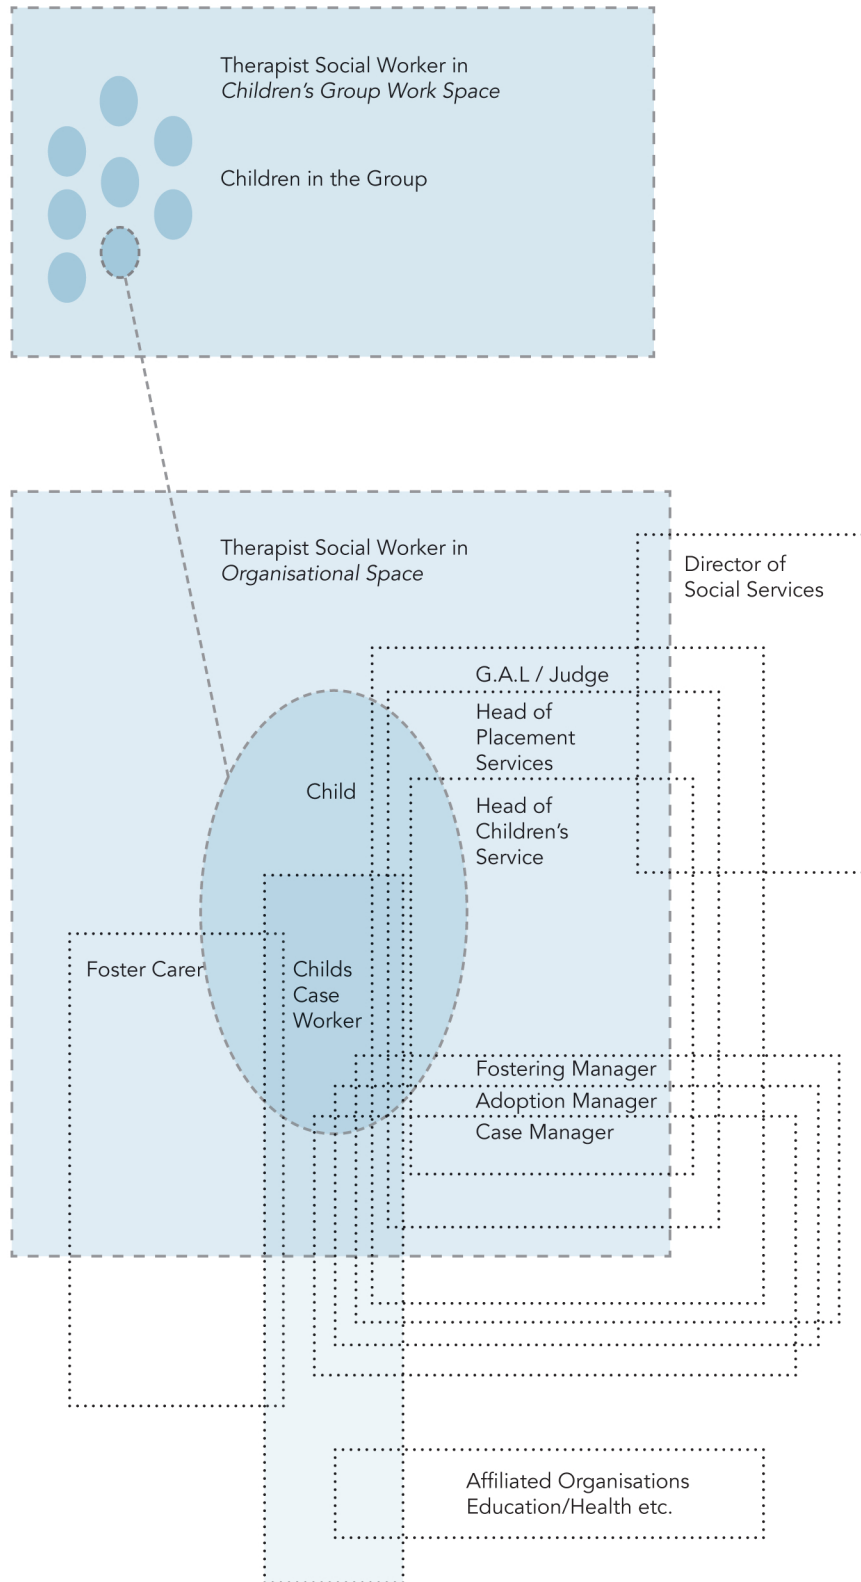 Therapist Social Worker in
Children’s Group Work Space
Children in the Group
Therapist Social Worker in
Organisational Space
Director of
Social Services
G.A.L / Judge
Head of
Placement
Services
Child
Head of
Children’s
Service
Foster Carer
Childs
Case
Worker
Fostering Manager
Adoption Manager
Case Manager
Affiliated Organisations
Education/Health etc.